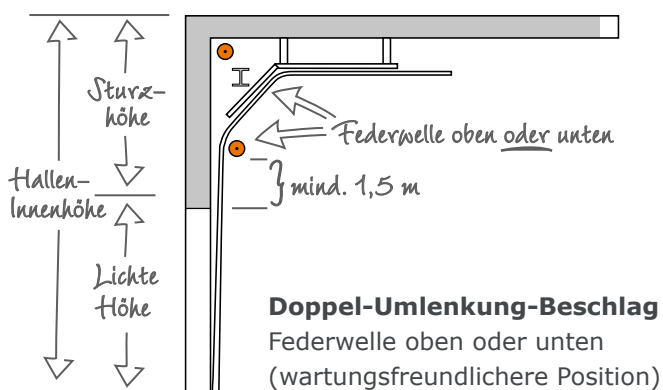 Sturz-
höhe
Federwelle oben oder unten
Hallen-
Innenhöhe
mind. 1,5 m
Lichte
Höhe
Doppel-Umlenkung-Beschlag
Federwelle oben oder unten
(wartungsfreundlichere Position)